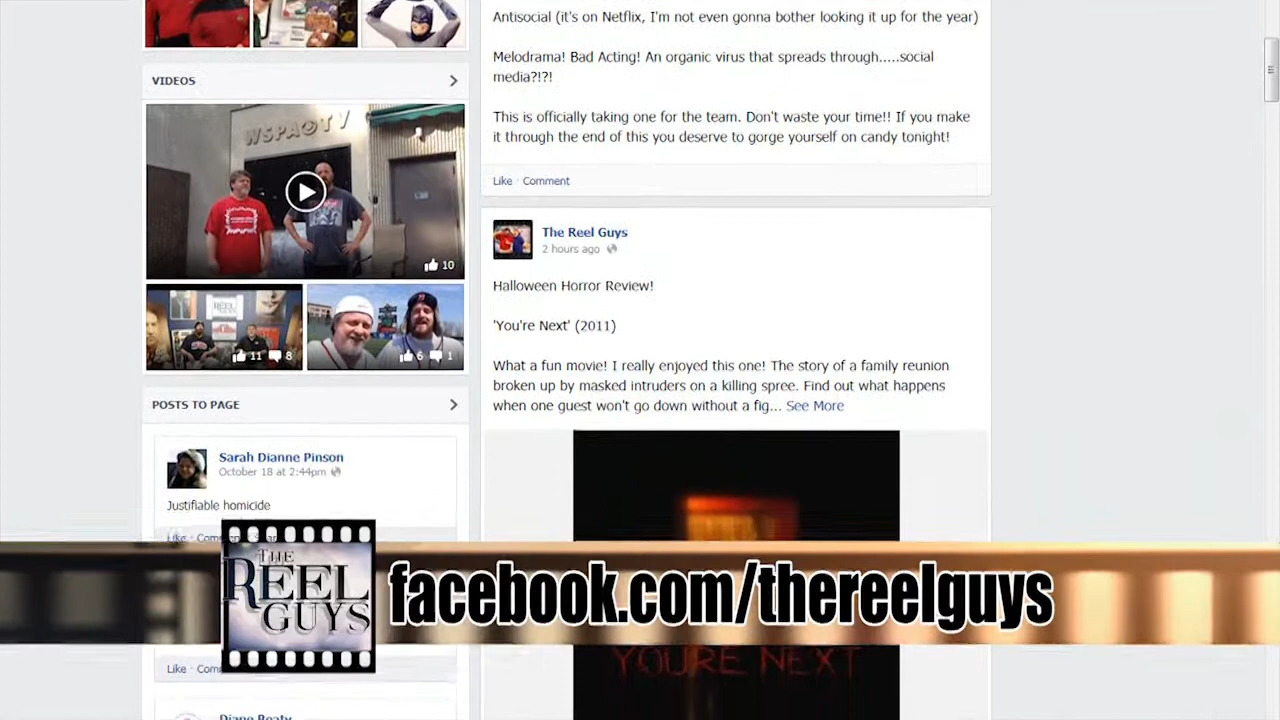 VIDEOS
WSPA TV
10
11
8
6
1
POSTS TO PAGE
Sarah Dianne Pinson
October 18 at 2:44pm
Justifiable homicide
Like ·
Like ·
Antisocial (it's on Netflix, I'm not even gonna bother looking it up for the year)
Melodrama! Bad Acting! An organic virus that spreads through.....social
media?!?!
This is officially taking one for the team. Don't waste your time!! If you make
it through the end of this you deserve to gorge yourself on candy tonight!
Like · Comment
The Reel Guys
2 hours ago
Halloween Horror Review!
'You're Next' (2011)
What a fun movie! I really enjoyed this one! The story of a family reunion
broken up by masked intruders on a killing spree. Find out what happens
when one guest won't go down without a fig... See More
YOU'RE NEXT
THE
REEL
GUYS
facebook.com/thereelguys